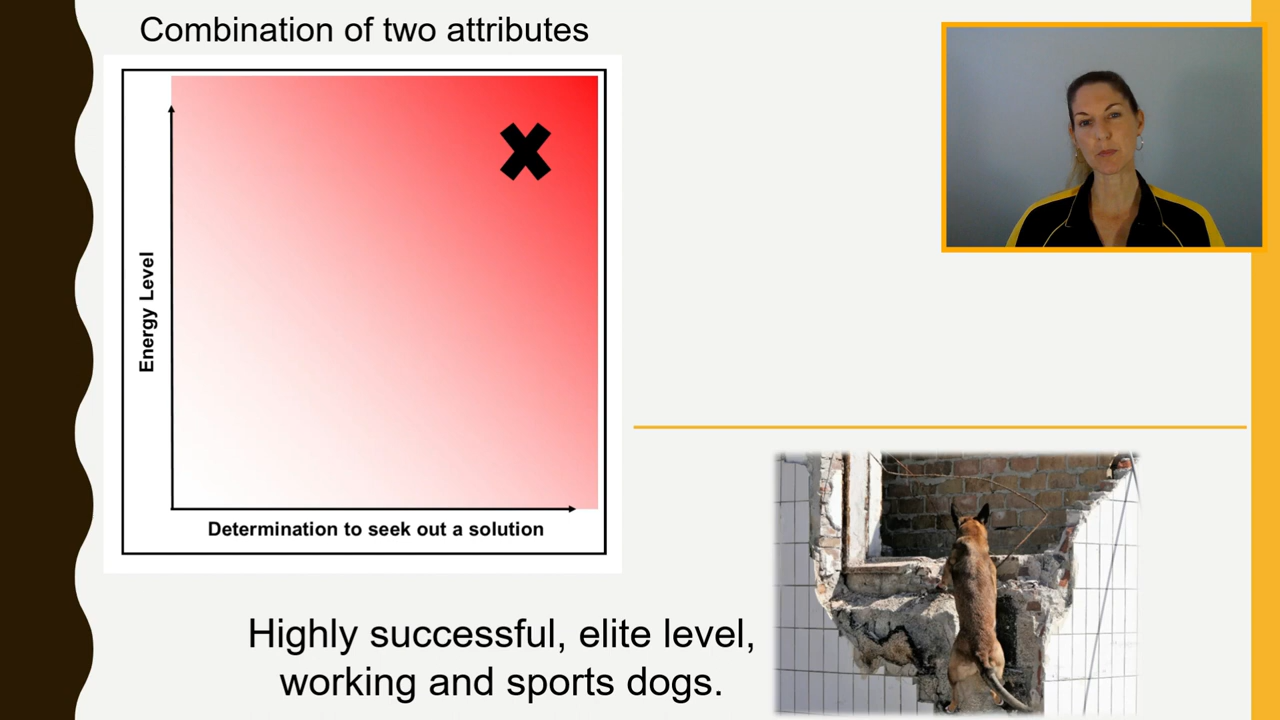 Combination of two attributes
Energy Level
Determination to seek out a solution
Highly successful, elite level,
working and sports dogs.